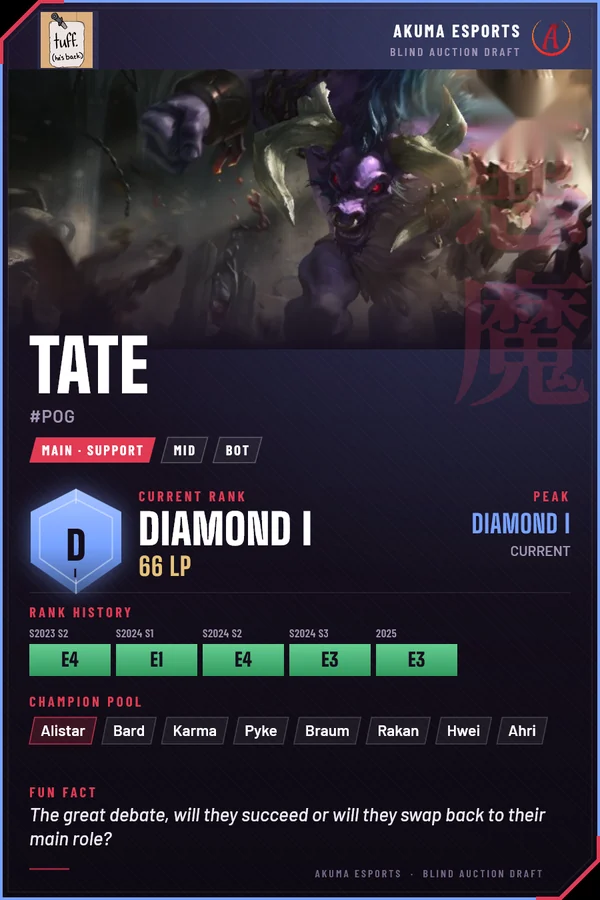 tuff.
(he's back)
AKUMA ESPORTS
BLIND AUCTION DRAFT
悪
魔
TATE
#POG
MAIN · SUPPORT
MID
BOT
CURRENT RANK
DIAMOND I
66 LP
PEAK
DIAMOND I
CURRENT
D
I
RANK HISTORY
S2023 S2
S2024 S1
S2024 S2
S2024 S3
2025
E4
E1
E4
E3
E3
CHAMPION POOL
Alistar
Bard
Karma
Pyke
Braum
Rakan
Hwei
Ahri
FUN FACT
The great debate, will they succeed or will they swap back to their
main role?
AKUMA ESPORTS · BLIND AUCTION DRAFT